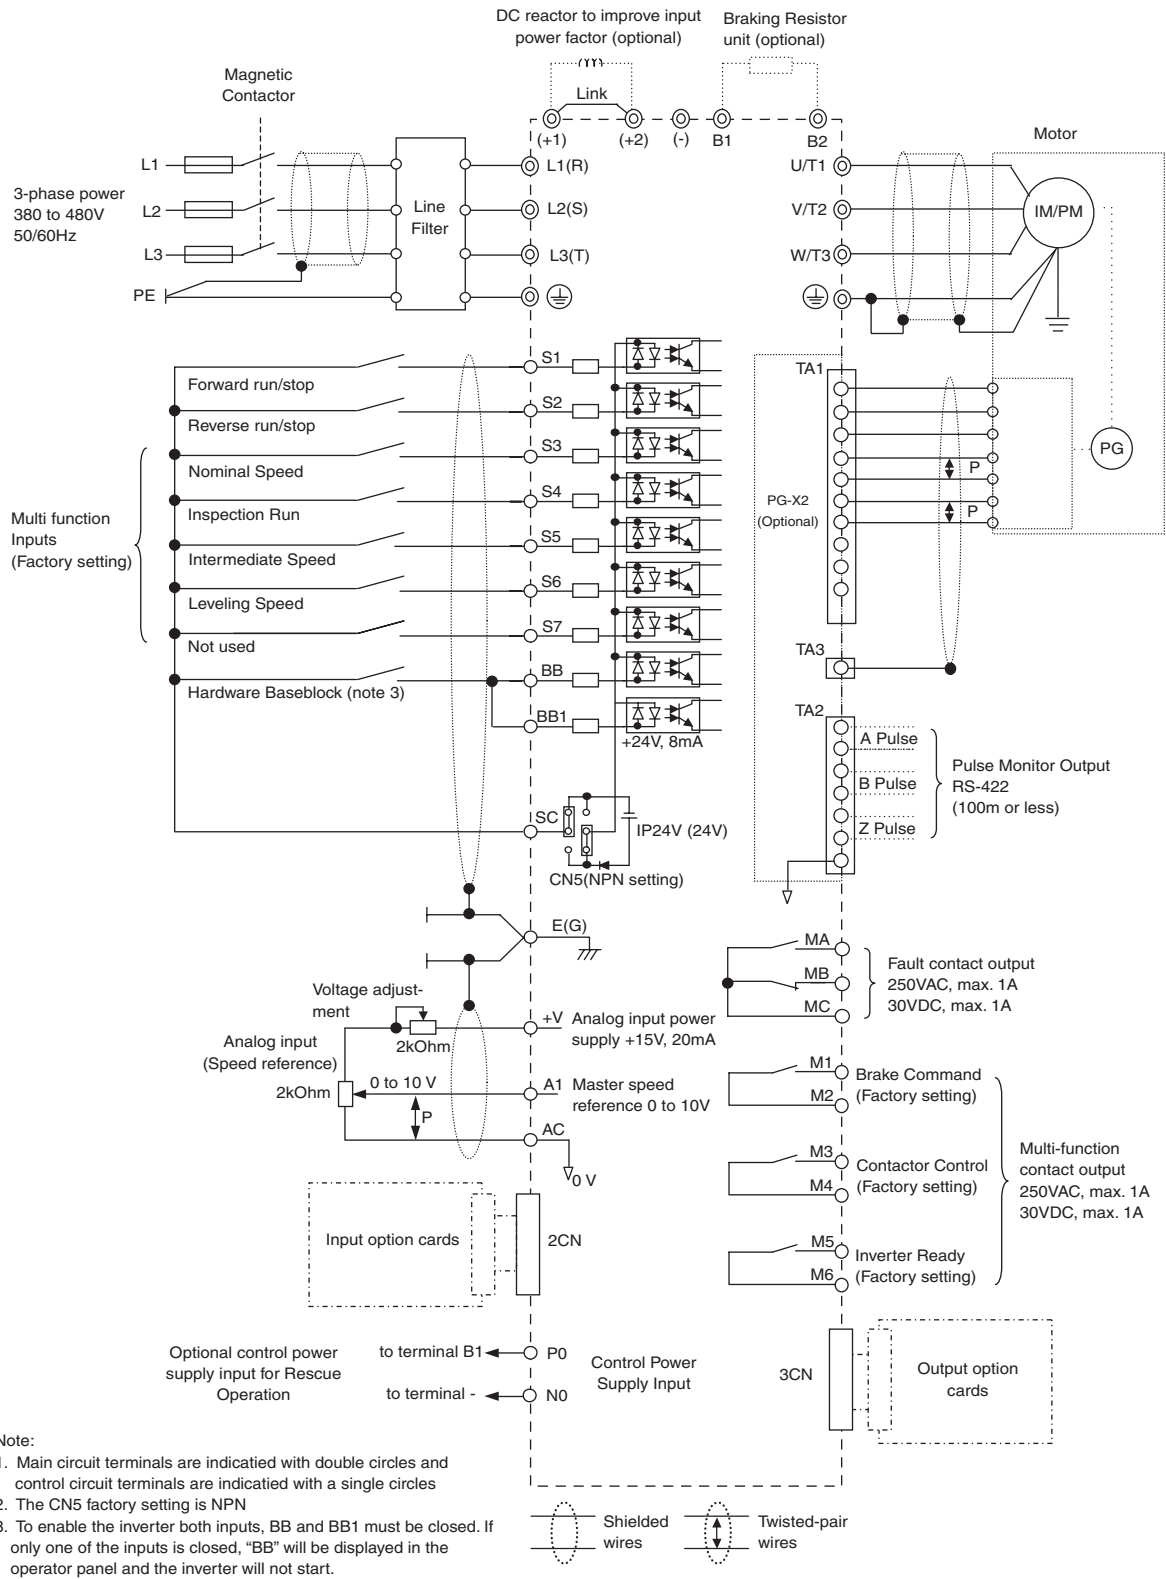 DC reactor to improve input
power factor (optional)
Braking Resistor
unit (optional)
Magnetic
Contactor
Link
(+1)
(+2)
(-)
B1
B2
Motor
3-phase power
380 to 480V
50/60Hz
L1
L2
L3
PE
Line
Filter
L1(R)
L2(S)
L3(T)
U/T1
V/T2
W/T3
IM/PM
Multi function
Inputs
(Factory setting)
Forward run/stop
Reverse run/stop
Nominal Speed
Inspection Run
Intermediate Speed
Leveling Speed
Not used
Hardware Baseblock (note 3)
S1
S2
S3
S4
S5
S6
S7
BB
BB1
+24V, 8mA
SC
IP24V (24V)
CN5(NPN setting)
TA1
PG-X2
(Optional)
P
P
PG
TA3
TA2
A Pulse
B Pulse
Z Pulse
Pulse Monitor Output
RS-422
(100m or less)
E(G)
Voltage adjust-
ment
Analog input
(Speed reference)
2kOhm
2kOhm
0 to 10 V
P
+V
Analog input power
supply +15V, 20mA
A1
Master speed
reference 0 to 10V
AC
0 V
MA
MB
MC
Fault contact output
250VAC, max. 1A
30VDC, max. 1A
M1
M2
Brake Command
(Factory setting)
M3
M4
Contactor Control
(Factory setting)
M5
M6
Inverter Ready
(Factory setting)
Multi-function
contact output
250VAC, max. 1A
30VDC, max. 1A
Input option cards
2CN
Optional control power
supply input for Rescue
Operation
to terminal B1
to terminal -
P0
N0
Control Power
Supply Input
3CN
Output option
cards
Note:
1. Main circuit terminals are indicatied with double circles and
control circuit terminals are indicatied with a single circles
2. The CN5 factory setting is NPN
3. To enable the inverter both inputs, BB and BB1 must be closed. If
only one of the inputs is closed, “BB” will be displayed in the
operator panel and the inverter will not start.
Shielded
wires
Twisted-pair
wires